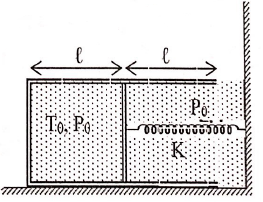 ℓ ℓ
P₀
T₀, P₀
K